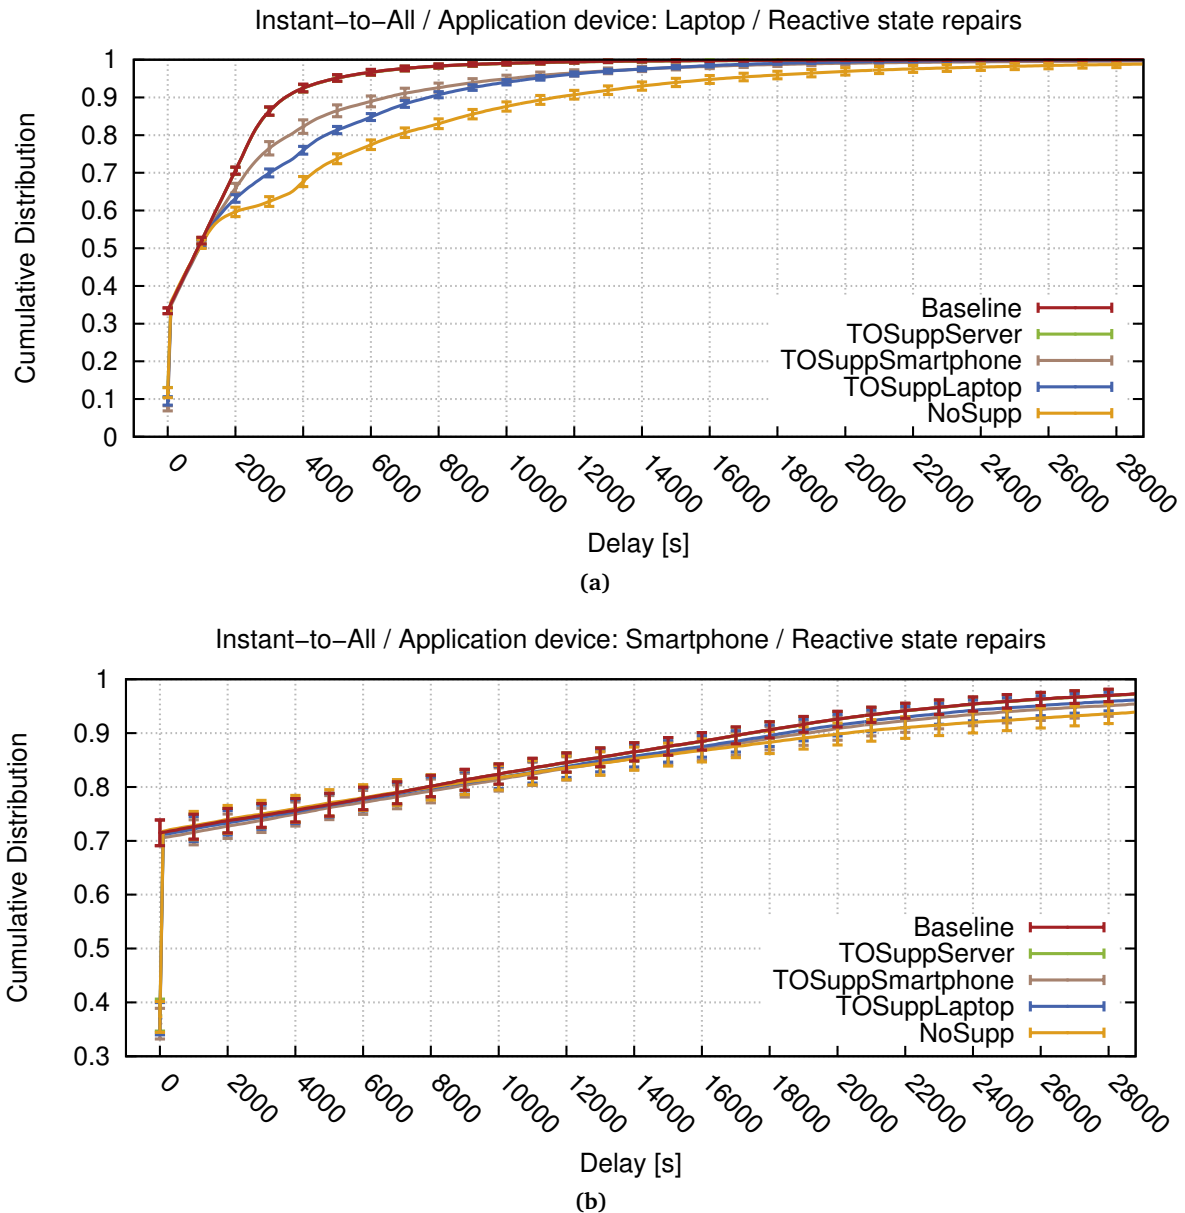 Instant−to−All / Application device: Laptop / Reactive state repairs
Cumulative Distribution
1
0.9
0.8
0.7
0.6
0.5
0.4
0.3
0.2
0.1
0
Baseline
TOSuppServer
TOSuppSmartphone
TOSuppLaptop
NoSupp
0 2000 4000 6000 8000 10000 12000 14000 16000 18000 20000 22000 24000 26000 28000
Delay [s]
(a)
Instant−to−All / Application device: Smartphone / Reactive state repairs
Cumulative Distribution
1
0.9
0.8
0.7
0.6
0.5
0.4
0.3
Baseline
TOSuppServer
TOSuppSmartphone
TOSuppLaptop
NoSupp
0 2000 4000 6000 8000 10000 12000 14000 16000 18000 20000 22000 24000 26000 28000
Delay [s]
(b)